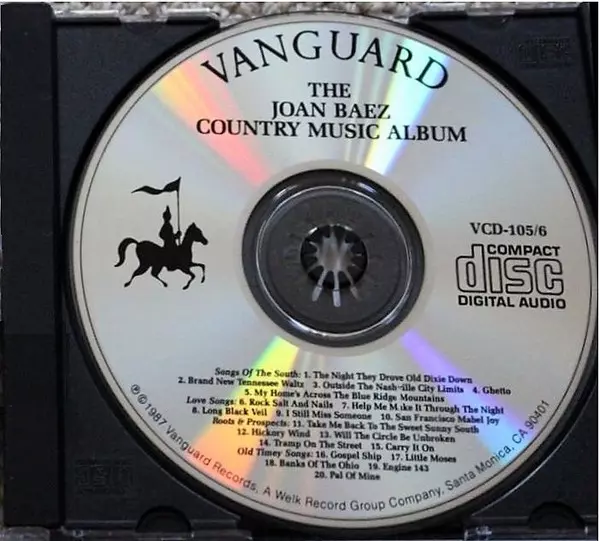 VANGUARD
THE
JOAN BAEZ
COUNTRY MUSIC ALBUM
VCD-105/6
COMPACT
disc
DIGITAL AUDIO
Songs Of The South: 1. The Night They Drove Old Dixie Down
2. Brand New Tennessee Waltz 3. Outside The Nashville City Limits 4. Ghetto
5. My Home's Across The Blue Ridge Mountains
Love Songs: 6. Rock Salt And Nails 7. Help Me Make It Through The Night
8. Long Black Veil 9. I Still Miss Someone 10. San Francisco Mabel Joy
Roots & Prospects: 11. Take Me Back To The Sweet Sunny South
12. Hickory Wind 13. Will The Circle Be Unbroken
14. Tramp On The Street 15. Carry It On
Old Timey Songs: 16. Gospel Ship 17. Little Moses
18. Banks Of The Ohio 19. Engine 143
20. Pal Of Mine
℗©1987 Vanguard Records, A Welk Record Group Company, Santa Monica, CA 90401